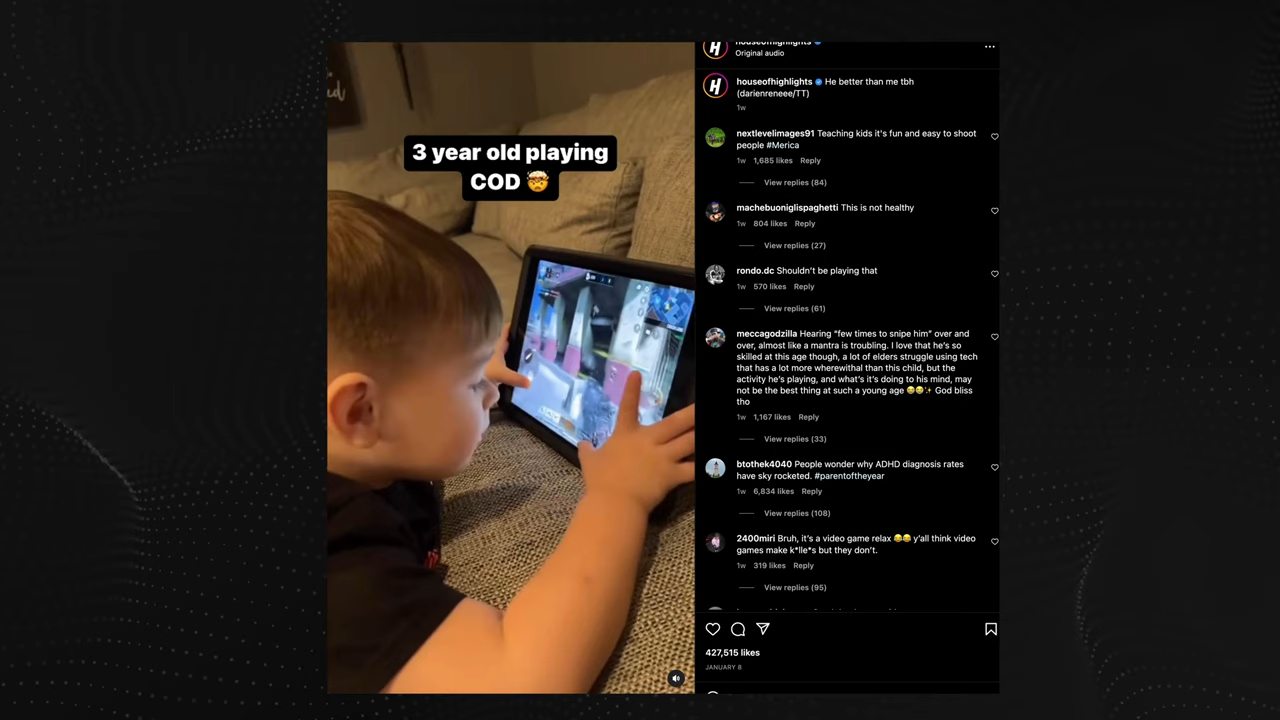 3 year old playing
COD 🤯
houseofhighlights
Original audio
houseofhighlights He better than me tbh
(darienreneee/TT)
1w
nextlevelimages91 Teaching kids it's fun and easy to shoot
people #Merica
1w 1,685 likes Reply
View replies (84)
machebuoniglispaghetti This is not healthy
1w 804 likes Reply
View replies (27)
rondo.dc Shouldn't be playing that
1w 570 likes Reply
View replies (61)
meccagodzilla Hearing "few times to snipe him" over and
over, almost like a mantra is troubling. I love that he's so
skilled at this age though, a lot of elders struggle using tech
that has a lot more wherewithal than this child, but the
activity he's playing, and what's it's doing to his mind, may
not be the best thing at such a young age 😂😂✨ God bliss
tho
1w 1,167 likes Reply
View replies (33)
btothek4040 People wonder why ADHD diagnosis rates
have sky rocketed. #parentoftheyear
1w 6,834 likes Reply
View replies (108)
2400miri Bruh, it's a video game relax 😂😂 y'all think video
games make k*lle*s but they don't.
1w 319 likes Reply
View replies (95)
427,515 likes
JANUARY 8